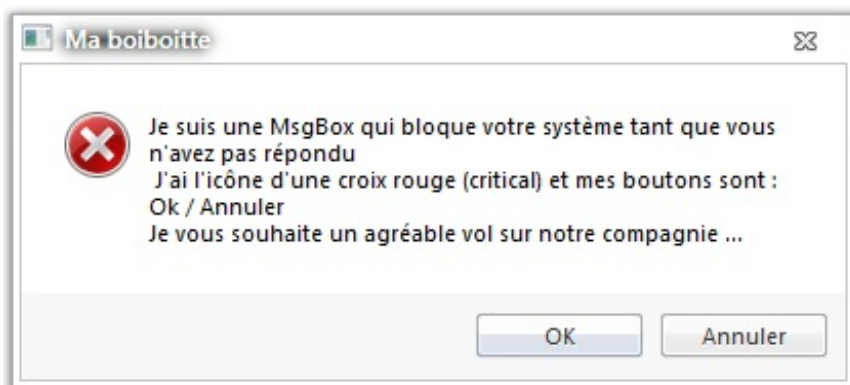 Ma boiboitte
Je suis une MsgBox qui bloque votre système tant que vous
n'avez pas répondu
J'ai l'icône d'une croix rouge (critical) et mes boutons sont :
Ok / Annuler
Je vous souhaite un agréable vol sur notre compagnie ...
OK
Annuler